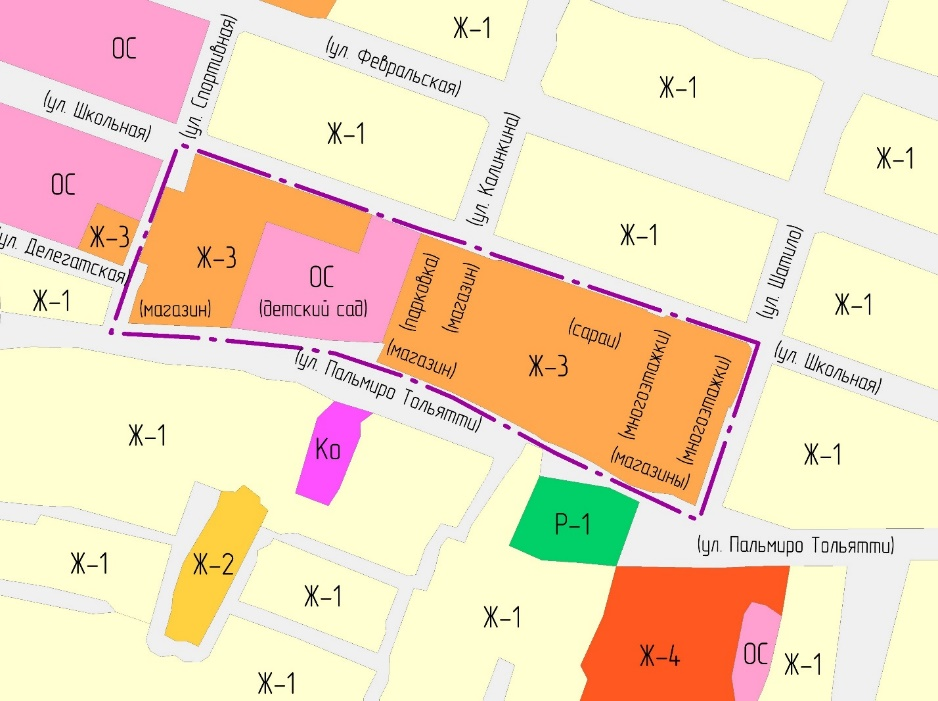 Ж-1
ОС
(ул. Спортивная)
(ул. Февральская)
Ж-1
(ул. Школьная)
Ж-1
(ул. Калинкина)
Ж-1
ОС
Ж-3
(ул. Делегатская)
Ж-1
Ж-3
(магазин)
ОС
(детский сад)
(парковка)
(магазин)
(магазин)
Ж-1
(ул. Шатило)
Ж-1
(сараи)
Ж-3
(многоэтажки)
(многоэтажки)
(магазины)
(ул. Школьная)
(ул. Пальмиро Тольятти)
Ж-1
Ко
Ж-1
Р-1
(ул. Пальмиро Тольятти)
Ж-1
Ж-2
Ж-1
Ж-1
Ж-1
Ж-4
ОС
Ж-1